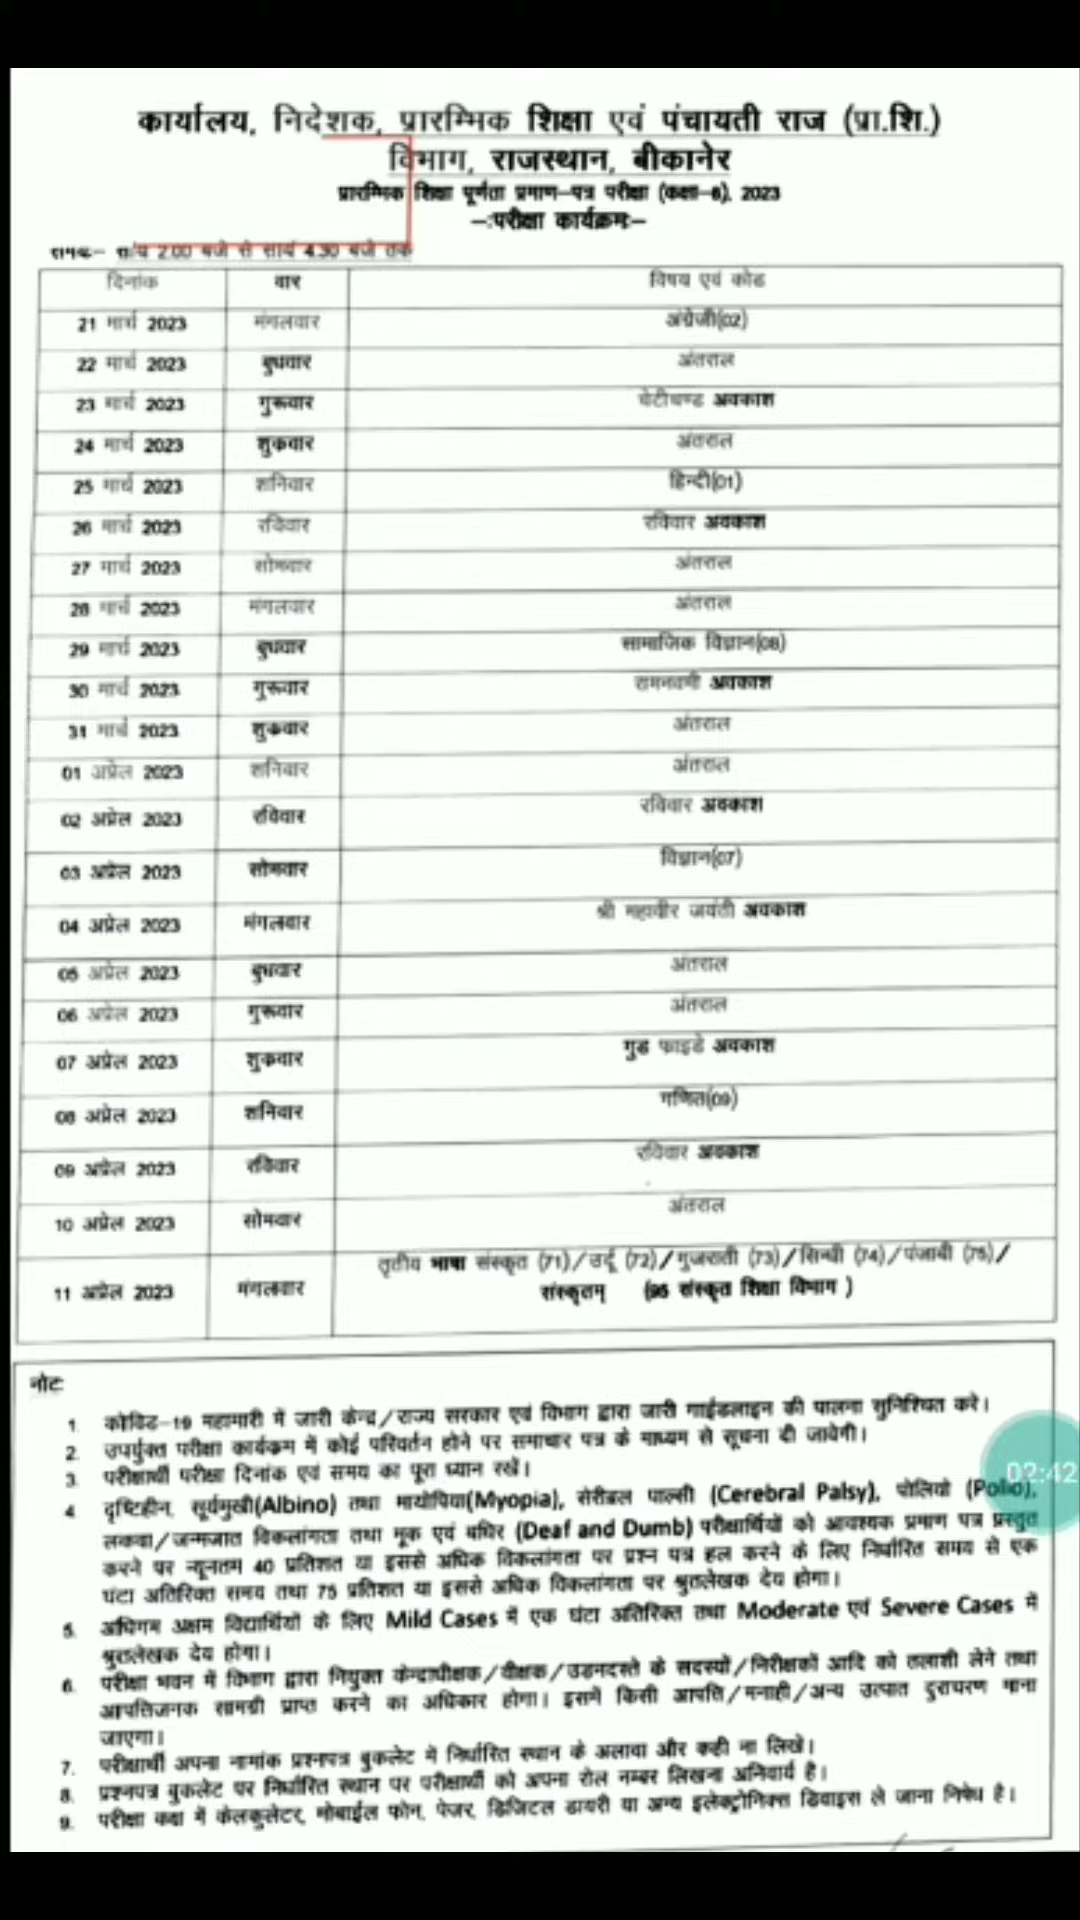 कार्यालय, निदेशक, प्रारम्भिक शिक्षा एवं पंचायती राज (प्रा.शि.)
विभाग, राजस्थान, बीकानेर
प्रारम्भिक शिक्षा पूर्णता प्रमाण–पत्र परीक्षा (कक्षा–8), 2023
–:परीक्षा कार्यक्रम:–
समयः– सांय 2.00 बजे से सायं 4.30 बजे तक
दिनांक वार विषय एवं कोड
21 मार्च 2023 मंगलवार अंग्रेजी(02)
22 मार्च 2023 बुधवार अंतराल
23 मार्च 2023 गुरूवार चेटीचण्ड अवकाश
24 मार्च 2023 शुक्रवार अंतराल
25 मार्च 2023 शनिवार हिन्दी(01)
26 मार्च 2023 रविवार रविवार अवकाश
27 मार्च 2023 सोमवार अंतराल
28 मार्च 2023 मंगलवार अंतराल
29 मार्च 2023 बुधवार सामाजिक विज्ञान(08)
30 मार्च 2023 गुरूवार रामनवमी अवकाश
31 मार्च 2023 शुक्रवार अंतराल
01 अप्रेल 2023 शनिवार अंतराल
02 अप्रेल 2023 रविवार रविवार अवकाश
03 अप्रेल 2023 सोमवार विज्ञान(07)
04 अप्रेल 2023 मंगलवार श्री महावीर जयंती अवकाश
05 अप्रेल 2023 बुधवार अंतराल
06 अप्रेल 2023 गुरूवार अंतराल
07 अप्रेल 2023 शुक्रवार गुड फाइडे अवकाश
08 अप्रेल 2023 शनिवार गणित(09)
09 अप्रेल 2023 रविवार रविवार अवकाश
10 अप्रेल 2023 सोमवार अंतराल
11 अप्रेल 2023 मंगलवार तृतीय भाषा संस्कृत (71)/उर्दू (72)/गुजराती (73)/सिन्धी (74)/पंजाबी (75)/
संस्कृतम् (95 संस्कृत शिक्षा विभाग )
नोटः
1. कोविड–19 महामारी में जारी केन्द्र/राज्य सरकार एवं विभाग द्वारा जारी गाईडलाइन की पालना सुनिश्चित करे।
2. उपर्युक्त परीक्षा कार्यक्रम में कोई परिवर्तन होने पर समाचार पत्र के माध्यम से सूचना दी जावेगी।
3. परीक्षार्थी परीक्षा दिनांक एवं समय का पूरा ध्यान रखें।
02:42
4. दृष्टिहीन, सूर्यमुखी(Albino) तथा मायोपिया(Myopia), सेरीब्रल पाल्सी (Cerebral Palsy), पोलियो (Polio),
लकवा/जन्मजात विकलांगता तथा मूक एवं बधिर (Deaf and Dumb) परीक्षार्थियों को आवश्यक प्रमाण पत्र प्रस्तुत
करने पर न्यूनतम 40 प्रतिशत या इससे अधिक विकलांगता पर प्रश्न पत्र हल करने के लिए निर्धारित समय से एक
घंटा अतिरिक्त समय तथा 75 प्रतिशत या इससे अधिक विकलांगता पर श्रुतलेखक देय होगा।
5. अधिगम अक्षम विद्यार्थियों के लिए Mild Cases में एक घंटा अतिरिक्त तथा Moderate एवं Severe Cases में
श्रुतलेखक देय होगा।
6. परीक्षा भवन में विभाग द्वारा नियुक्त केन्द्राधीक्षक/वीक्षक/उड़नदस्ते के सदस्यों/निरीक्षकों आदि को तलाशी लेने तथा
आपत्तिजनक सामग्री प्राप्त करने का अधिकार होगा। इसमें किसी आपत्ति/मनाही/अन्य उत्पात दुराचरण माना
जाएगा।
7. परीक्षार्थी अपना नामांक प्रश्नपत्र बुकलेट में निर्धारित स्थान के अलावा और कही ना लिखें।
8. प्रश्नपत्र बुकलेट पर निर्धारित स्थान पर परीक्षार्थी को अपना रोल नम्बर लिखना अनिवार्य है।
9. परीक्षा कक्ष में केलकुलेटर, मोबाईल फोन, पेजर, डिजिटल डायरी या अन्य इलेक्ट्रोनिक्स डिवाइस ले जाना निषेध है।